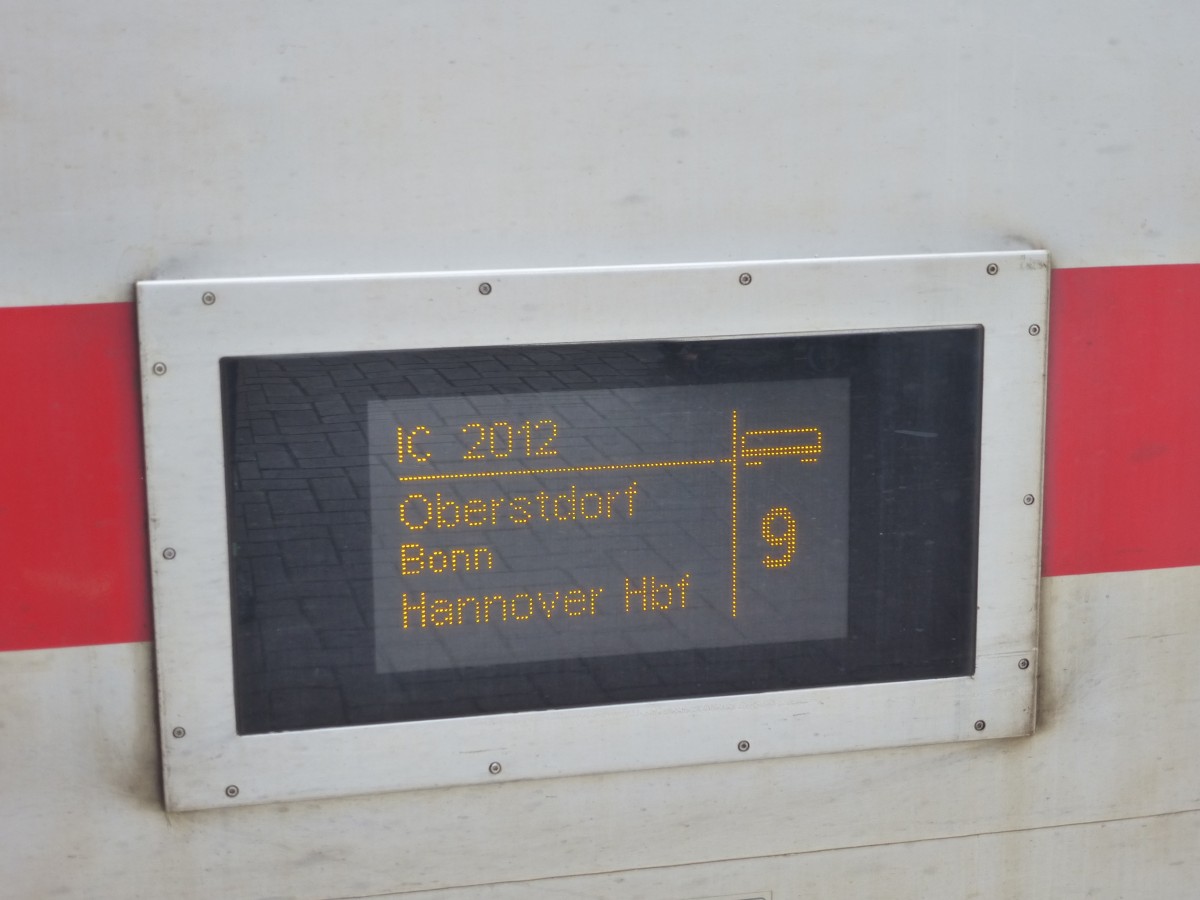 IC 2012
Oberstdorf
Bonn
Hannover Hbf
9